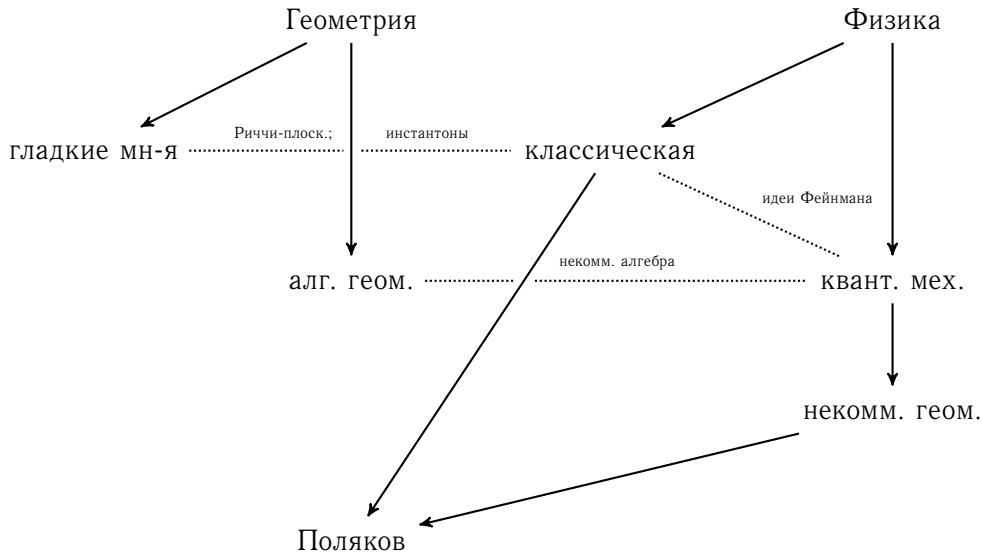 Геометрия
Физика
Риччи-плоск.;
инстантоны
гладкие мн-я
классическая
идеи Фейнмана
некомм. алгебра
алг. геом.
квант. мех.
некомм. геом.
Поляков